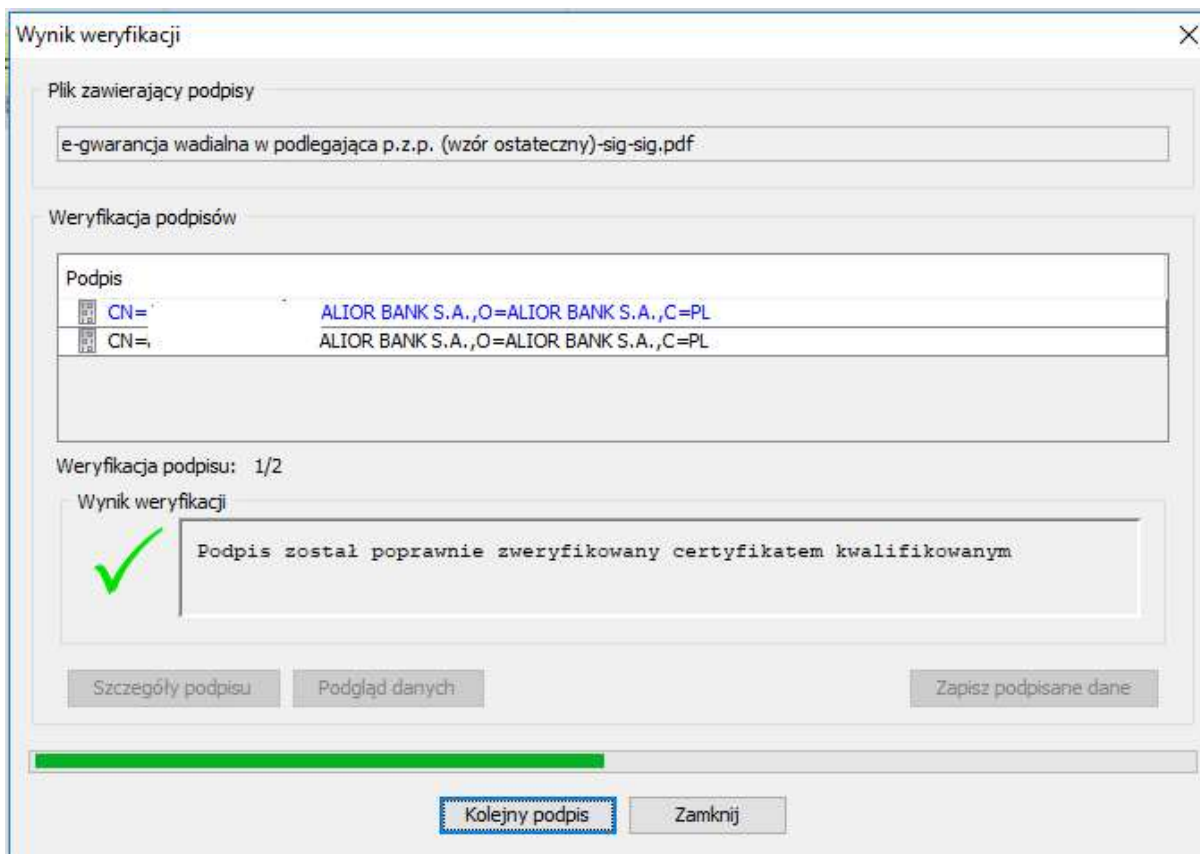 Wynik weryfikacji
Plik zawierający podpisy
e-gwarancja wadialna w podlegająca p.z.p. (wzór ostateczny)-sig-sig.pdf
Weryfikacja podpisów
Podpis
CN= ALIOR BANK S.A.,O=ALIOR BANK S.A.,C=PL
CN= ALIOR BANK S.A.,O=ALIOR BANK S.A.,C=PL
Weryfikacja podpisu: 1/2
Wynik weryfikacji
Podpis został poprawnie zweryfikowany certyfikatem kwalifikowanym
Szczegóły podpisu Podgląd danych Zapisz podpisane dane
Kolejny podpis Zamknij